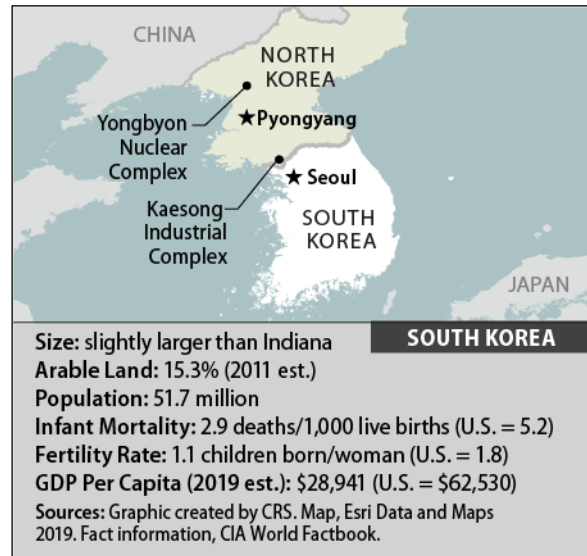 CHINA
NORTH
KOREA
Yongbyon
Nuclear
Complex
Pyongyang
Seoul
Kaesong
Industrial
Complex
SOUTH
KOREA
JAPAN
SOUTH KOREA
Size: slightly larger than Indiana
Arable Land: 15.3% (2011 est.)
Population: 51.7 million
Infant Mortality: 2.9 deaths/1,000 live births (U.S. = 5.2)
Fertility Rate: 1.1 children born/woman (U.S. = 1.8)
GDP Per Capita (2019 est.): $28,941 (U.S. = $62,530)
Sources: Graphic created by CRS. Map, Esri Data and Maps
2019. Fact information, CIA World Factbook.